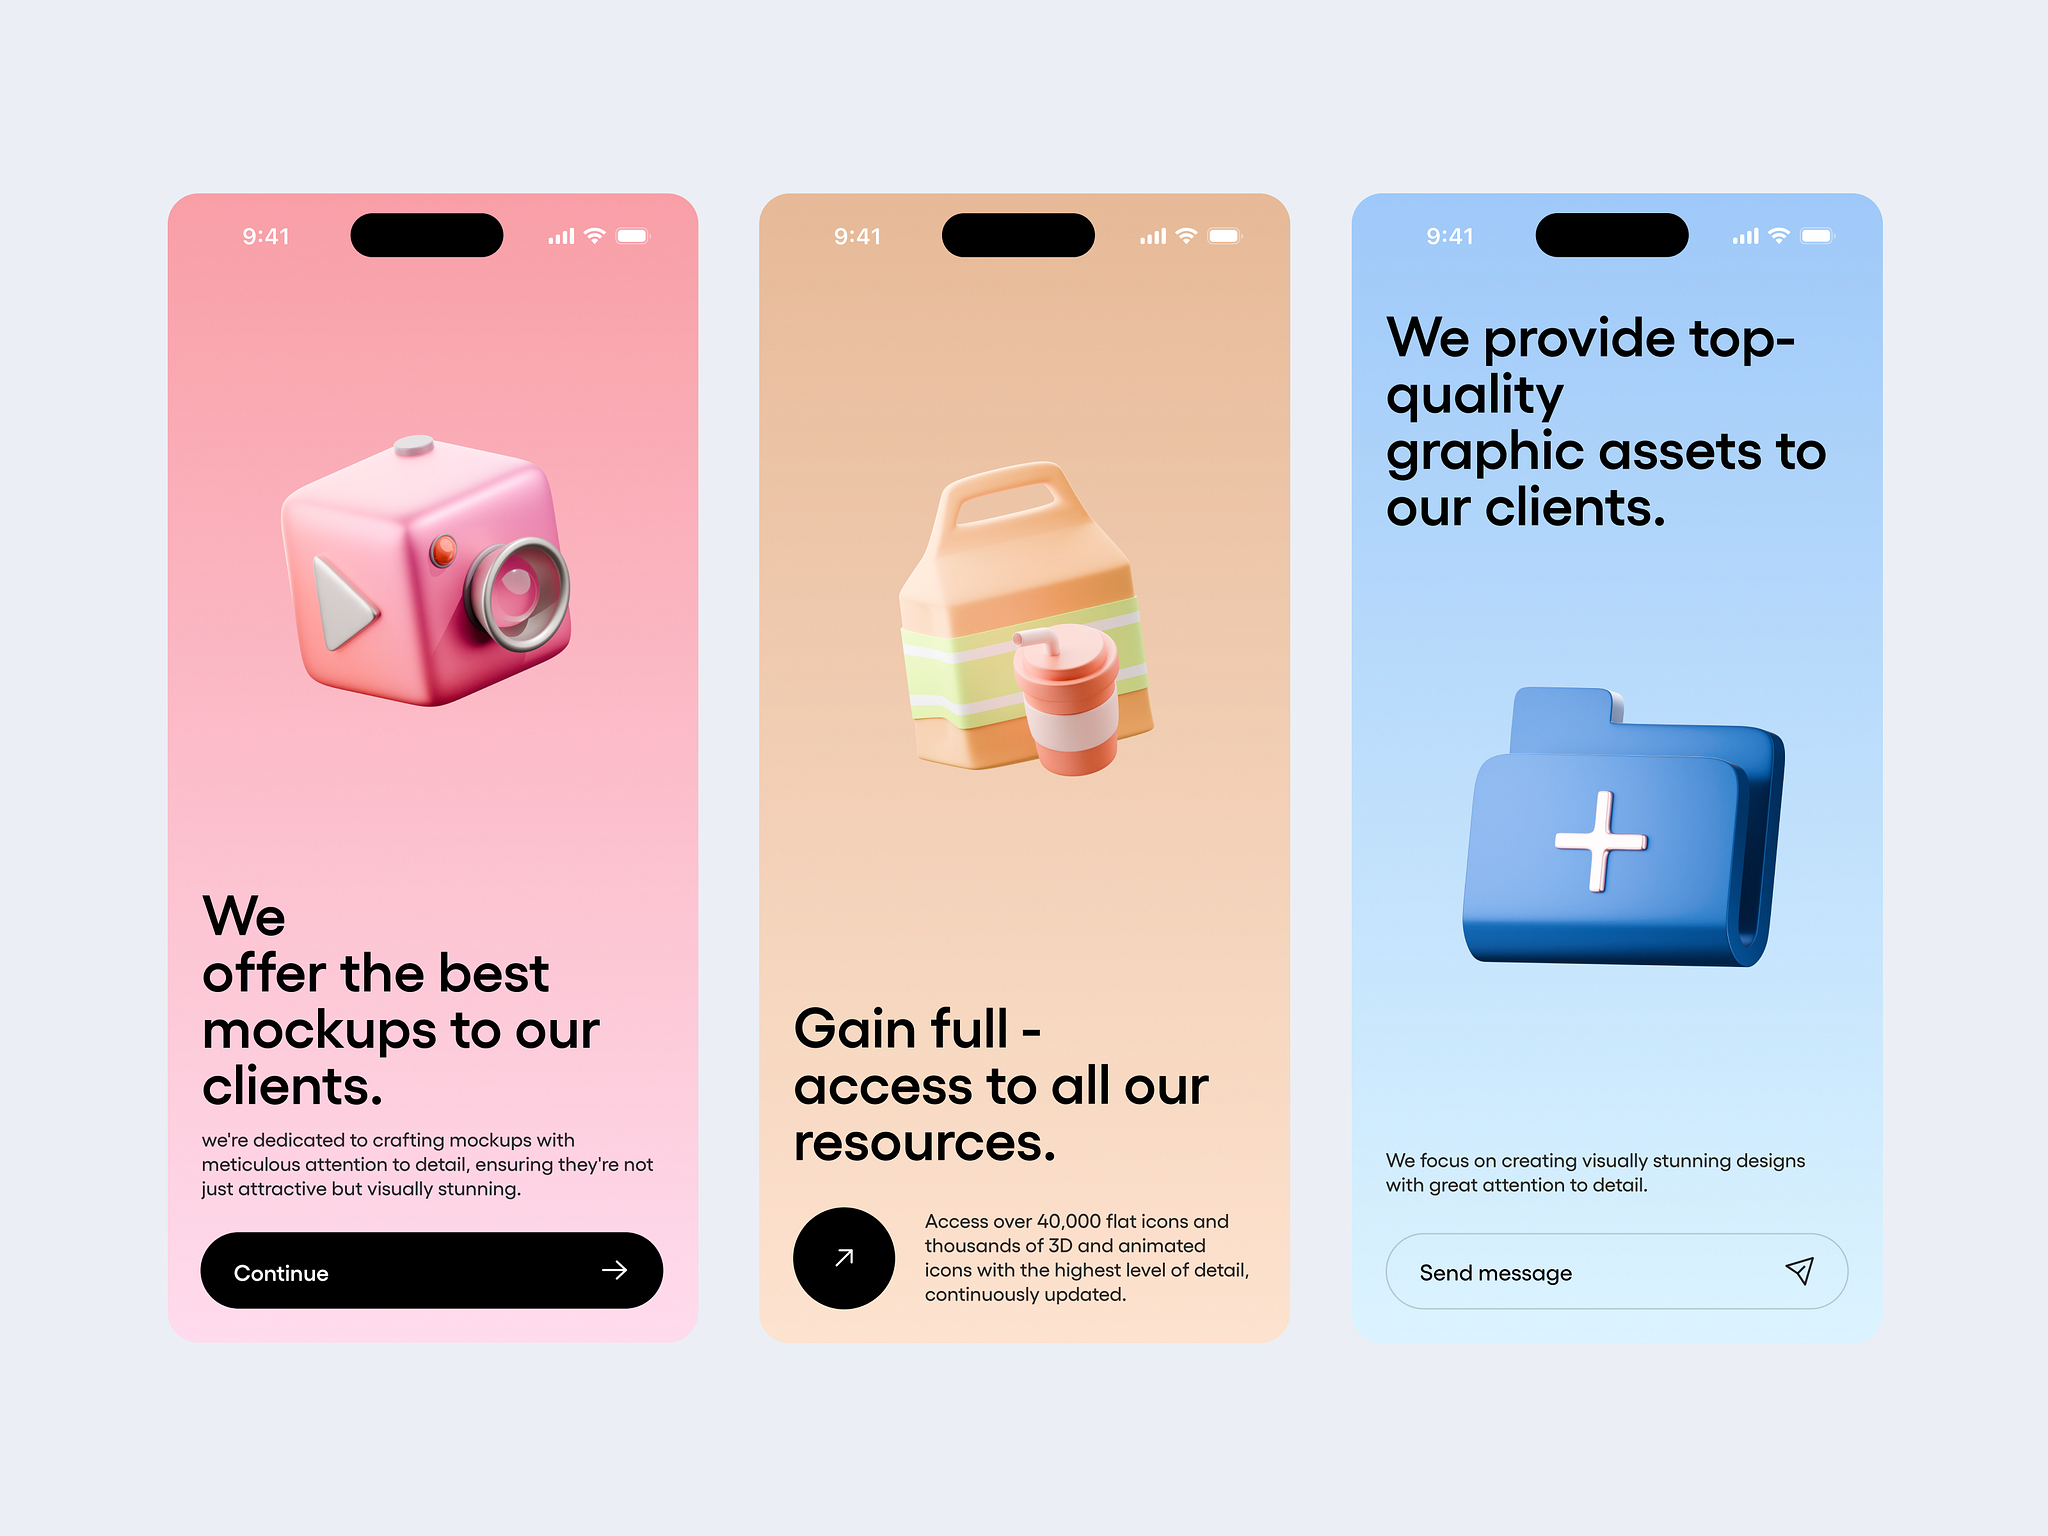 9:41
We
offer the best
mockups to our
clients.
we're dedicated to crafting mockups with
meticulous attention to detail, ensuring they're not
just attractive but visually stunning.
Continue
9:41
Gain full -
access to all our
resources.
Access over 40,000 flat icons and
thousands of 3D and animated
icons with the highest level of detail,
continuously updated.
9:41
We provide top-
quality
graphic assets to
our clients.
We focus on creating visually stunning designs
with great attention to detail.
Send message